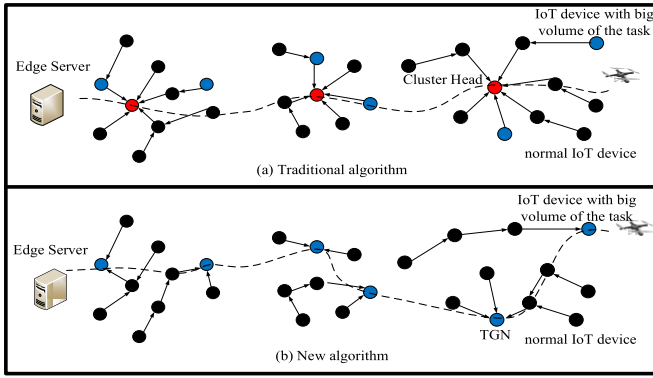 IoT device with big
volume of the task
Edge Server
Cluster Head
normal IoT device
(a) Traditional algorithm
IoT device with big
volume of the task
Edge Server
TGN
normal IoT device
(b) New algorithm